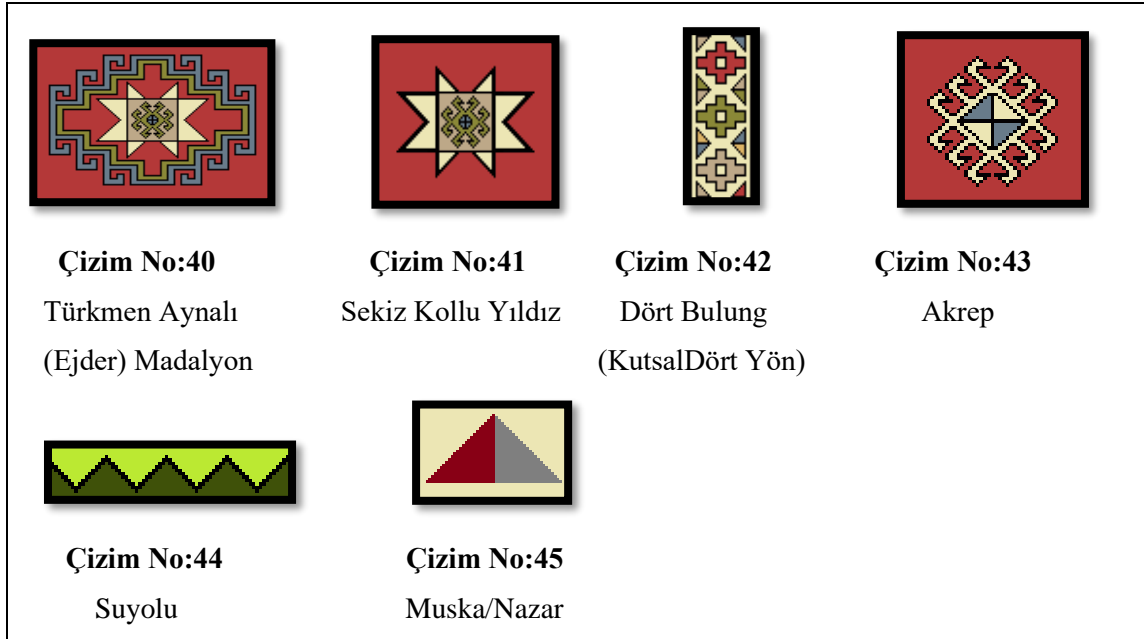 Çizim No:40
Çizim No:41
Çizim No:42
Çizim No:43
Türkmen Aynalı
Sekiz Kollu Yıldız
Dört Bulung
Akrep
(Ejder) Madalyon
(KutsalDört Yön)
Çizim No:44
Çizim No:45
Suyolu
Muska/Nazar